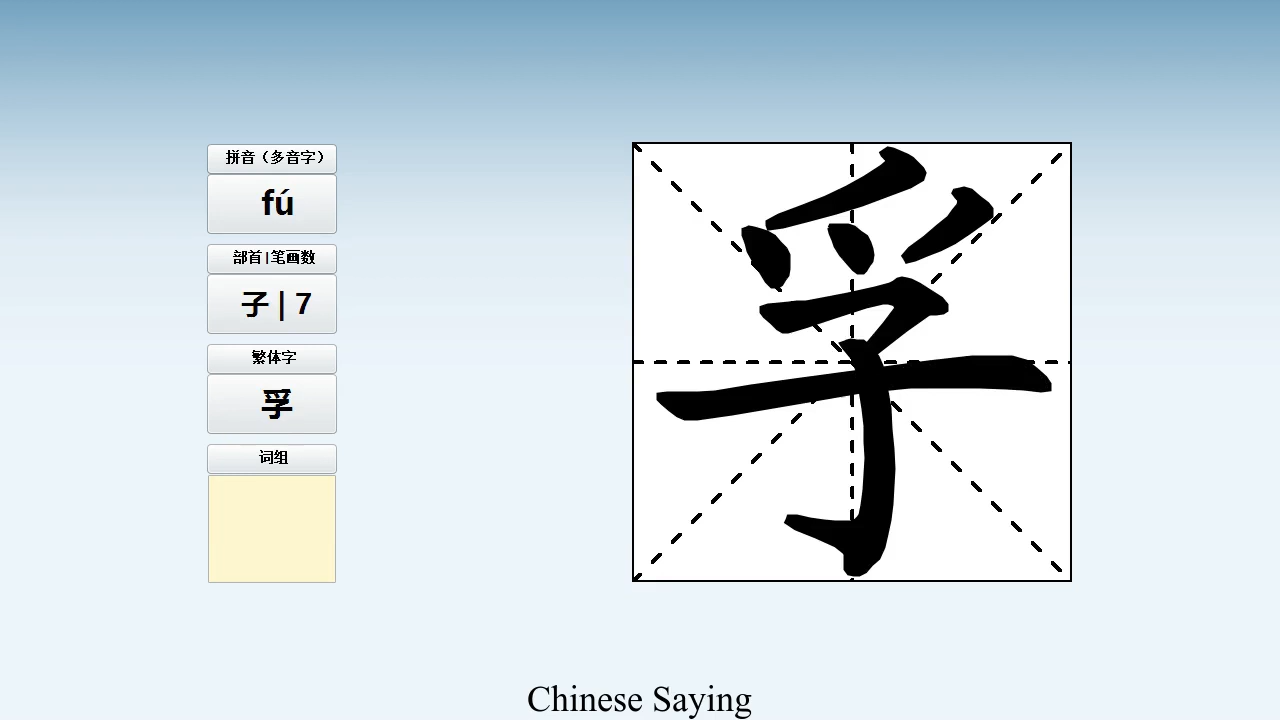 拼音（多音字）
fú
部首|笔画数
子 | 7
繁体字
孚
词组
孚
Chinese Saying